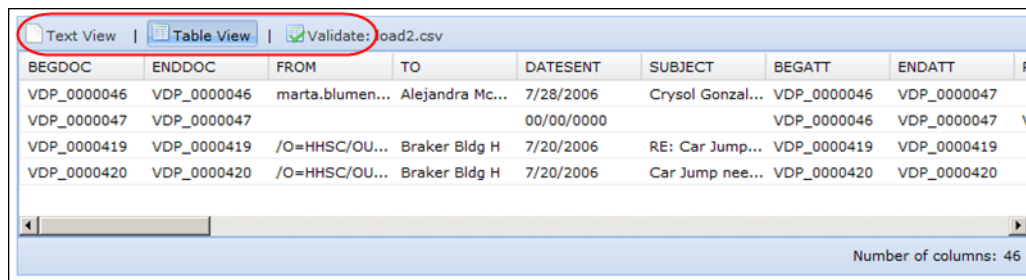 Text View | Table View | Validate: load2.csv
BEGDOC ENDDOC FROM TO DATESENT SUBJECT BEGATT ENDATT
VDP_0000046 VDP_0000046 marta.blumen... Alejandra Mc... 7/28/2006 Crysol Gonzal... VDP_0000046 VDP_0000047
VDP_0000047 VDP_0000047 00/00/0000 VDP_0000046 VDP_0000047
VDP_0000419 VDP_0000419 /O=HHSC/OU... Braker Bldg H 7/20/2006 RE: Car Jump... VDP_0000419 VDP_0000419
VDP_0000420 VDP_0000420 /O=HHSC/OU... Braker Bldg H 7/20/2006 Car Jump nee... VDP_0000420 VDP_0000420
Number of columns: 46